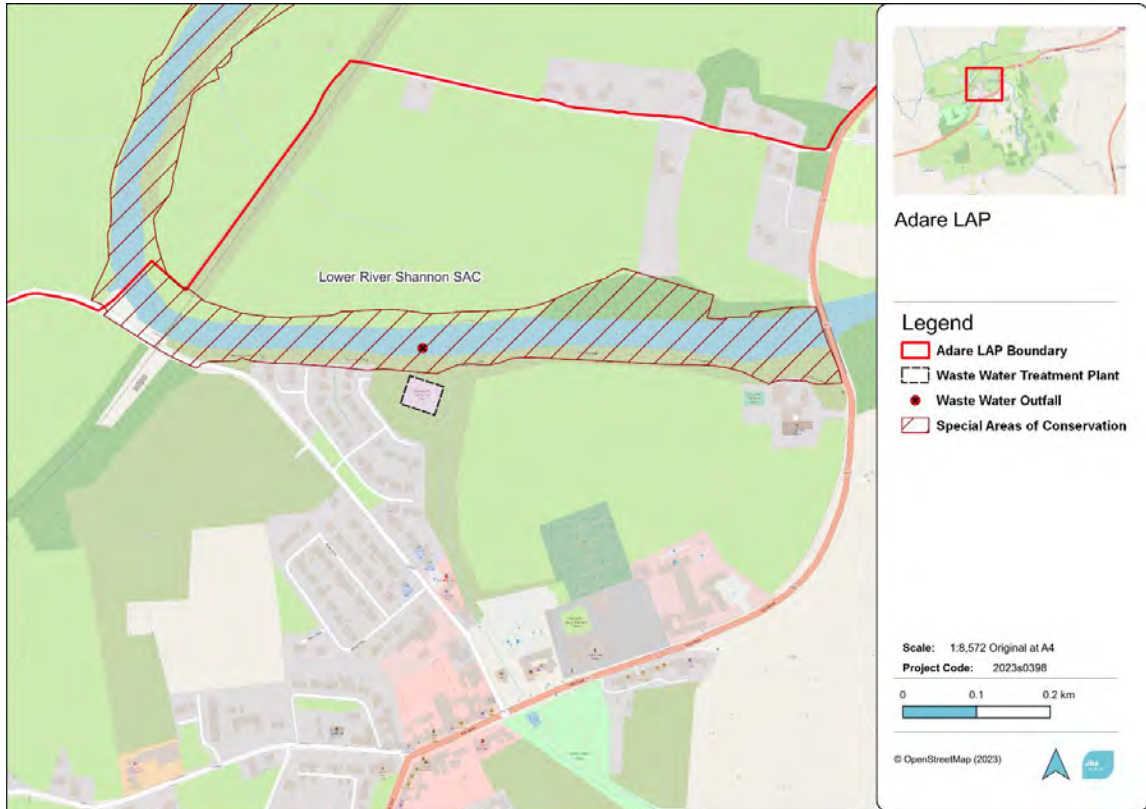 Lower River Shannon SAC
Adare LAP
Legend
Adare LAP Boundary
Waste Water Treatment Plant
Waste Water Outfall
Special Areas of Conservation
Scale: 1:8,572 Original at A4
Project Code: 2023s0398
0 0.1 0.2 km
© OpenStreetMap (2023)
JBA